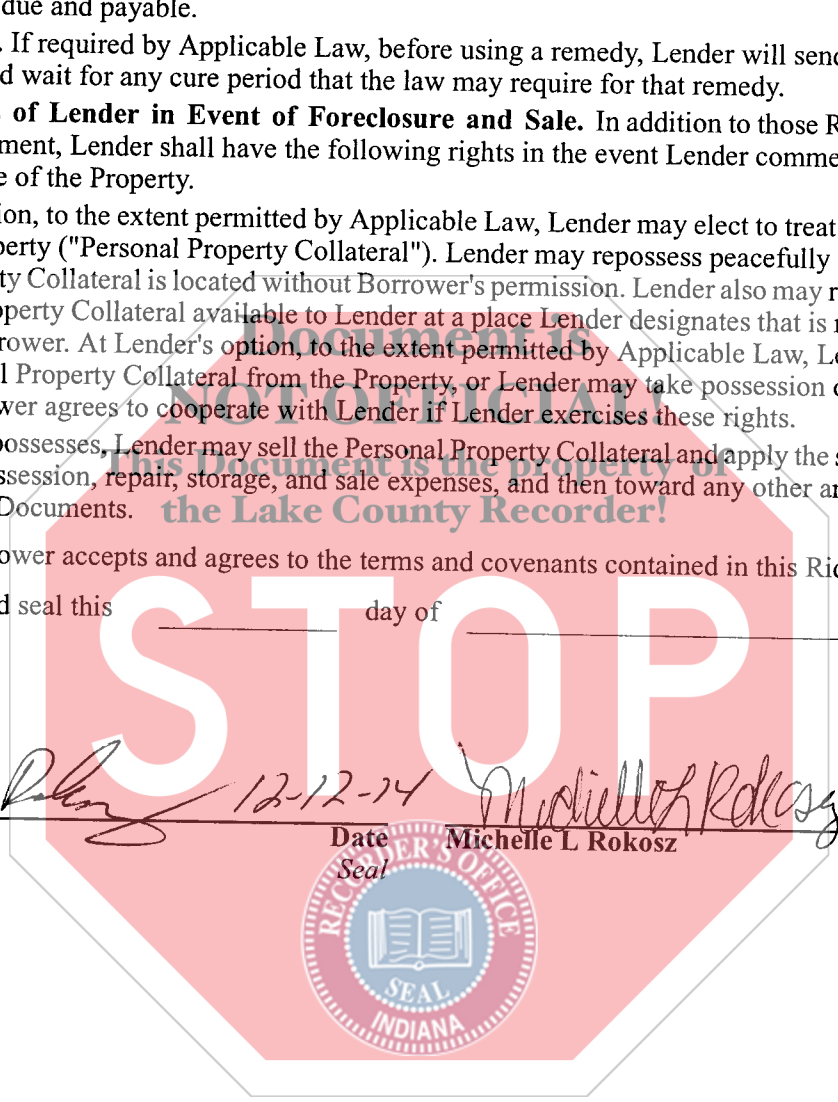 due and payable.
. If required by Applicable Law, before using a remedy, Lender will send
d wait for any cure period that the law may require for that remedy.
of Lender in Event of Foreclosure and Sale. In addition to those R
ment, Lender shall have the following rights in the event Lender comme
e of the Property.
ion, to the extent permitted by Applicable Law, Lender may elect to treat
perty ("Personal Property Collateral"). Lender may repossess peacefully
ty Collateral is located without Borrower's permission. Lender also may r
operty Collateral available to Lender at a place Lender designates that is
Document is
rower. At Lender's option, to the extent permitted by Applicable Law, Le
l Property Collateral from the Property, or Lender may take possession
NOT OFFICIAL!
wer agrees to cooperate with Lender if Lender exercises these rights.
ossesses, Lender may sell the Personal Property Collateral and apply the
This Document is the property of
ssession, repair, storage, and sale expenses, and then toward any other a
Documents.
the Lake County Recorder!
ower accepts and agrees to the terms and covenants contained in this Ric
d seal this day of
STOP
12-12-14
Date
Michelle L Rokosz
Seal
RECORDER'S OFFICE
SEAL
INDIANA